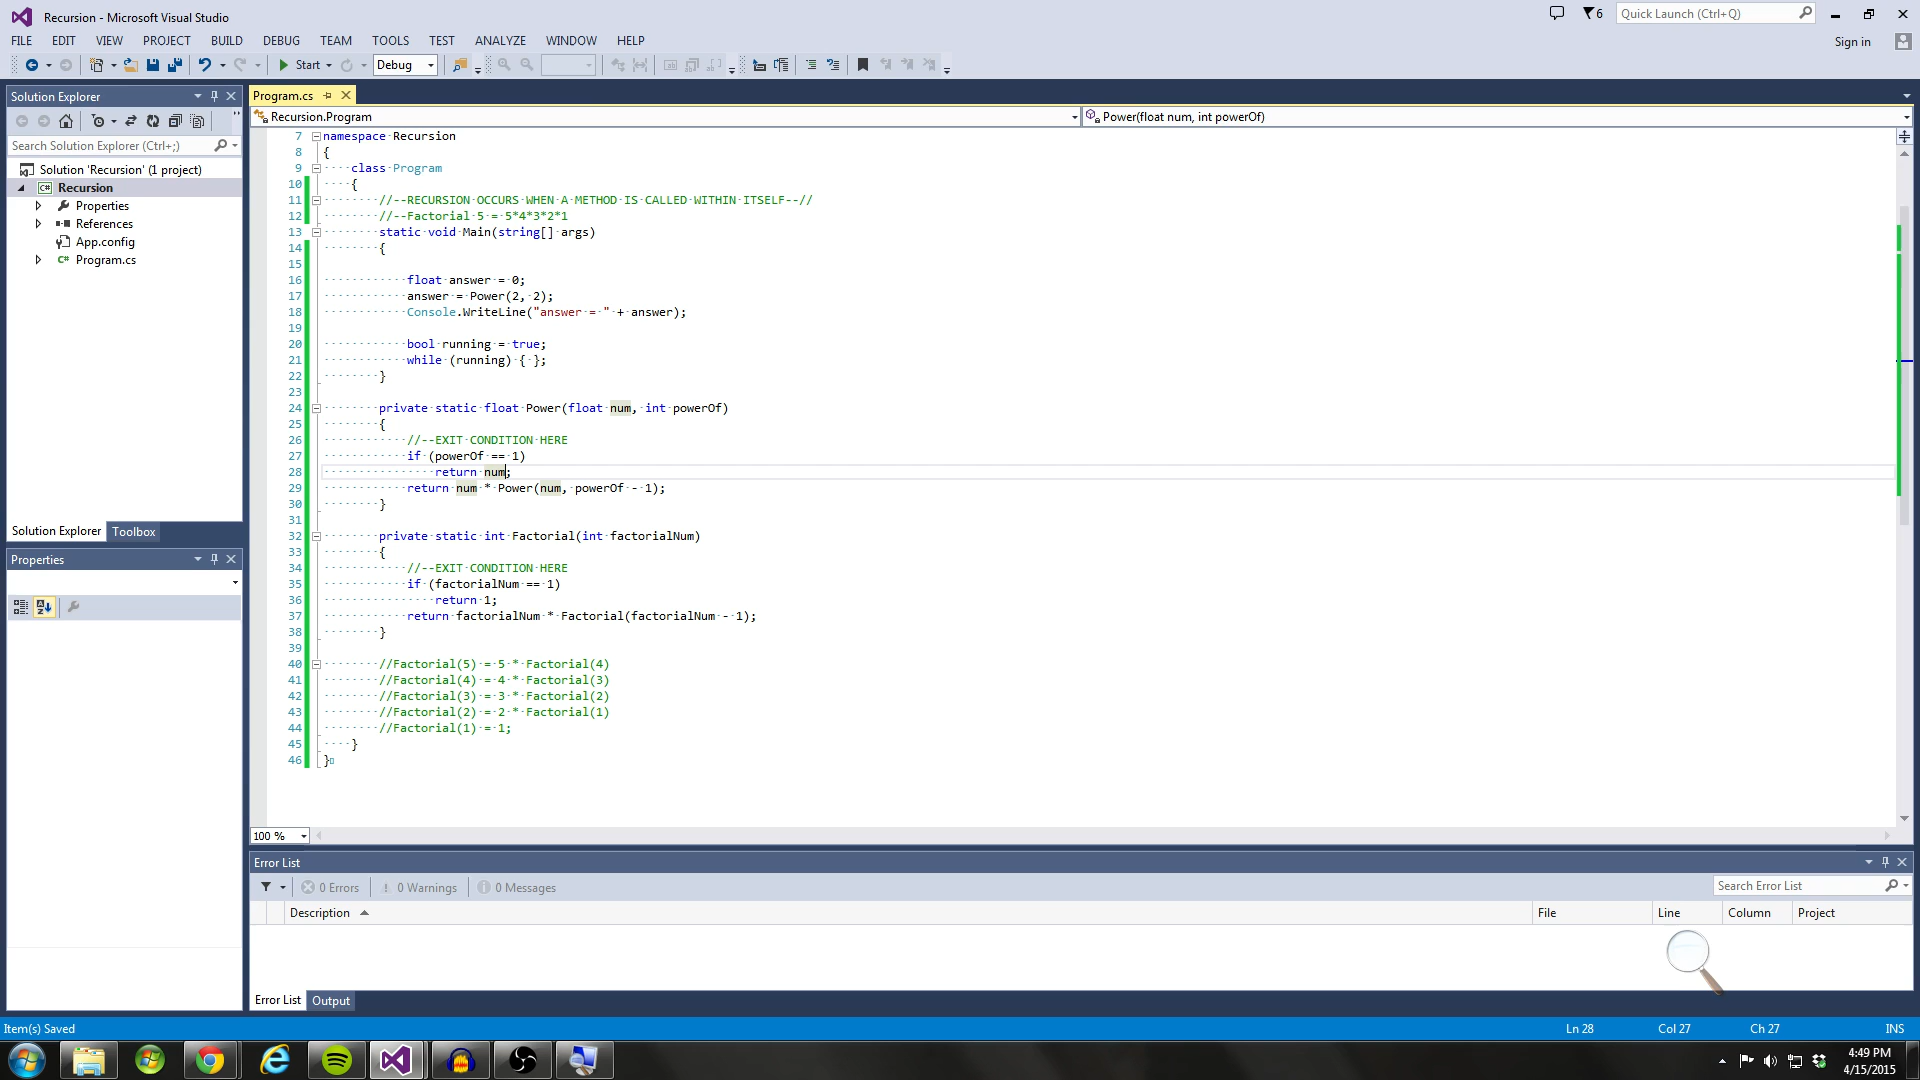 Recursion - Microsoft Visual Studio
6
Quick Launch (Ctrl+Q)
FILE EDIT VIEW PROJECT BUILD DEBUG TEAM TOOLS TEST ANALYZE WINDOW HELP
Sign in
Start Debug
Solution Explorer
Search Solution Explorer (Ctrl+;)
Solution 'Recursion' (1 project)
C# Recursion
Properties
References
App.config
C# Program.cs
Solution Explorer Toolbox
Properties
Program.cs
Recursion.Program
Power(float num, int powerOf)
7 namespace Recursion
8 {
9 class Program
10 {
11 //--RECURSION OCCURS WHEN A METHOD IS CALLED WITHIN ITSELF--//
12 //--Factorial 5 = 5*4*3*2*1
13 static void Main(string[] args)
14 {
15
16 float answer = 0;
17 answer = Power(2, 2);
18 Console.WriteLine("answer = " + answer);
19
20 bool running = true;
21 while (running) { };
22 }
23
24 private static float Power(float num, int powerOf)
25 {
26 //--EXIT CONDITION HERE
27 if (powerOf == 1)
28 return num;
29 return num * Power(num, powerOf - 1);
30 }
31
32 private static int Factorial(int factorialNum)
33 {
34 //--EXIT CONDITION HERE
35 if (factorialNum == 1)
36 return 1;
37 return factorialNum * Factorial(factorialNum - 1);
38 }
39
40 //Factorial(5) = 5 * Factorial(4)
41 //Factorial(4) = 4 * Factorial(3)
42 //Factorial(3) = 3 * Factorial(2)
43 //Factorial(2) = 2 * Factorial(1)
44 //Factorial(1) = 1;
45 }
46 }
100 %
Error List
0 Errors 0 Warnings 0 Messages
Search Error List
Description File Line Column Project
Error List Output
Item(s) Saved Ln 28 Col 27 Ch 27 INS
4:49 PM
4/15/2015